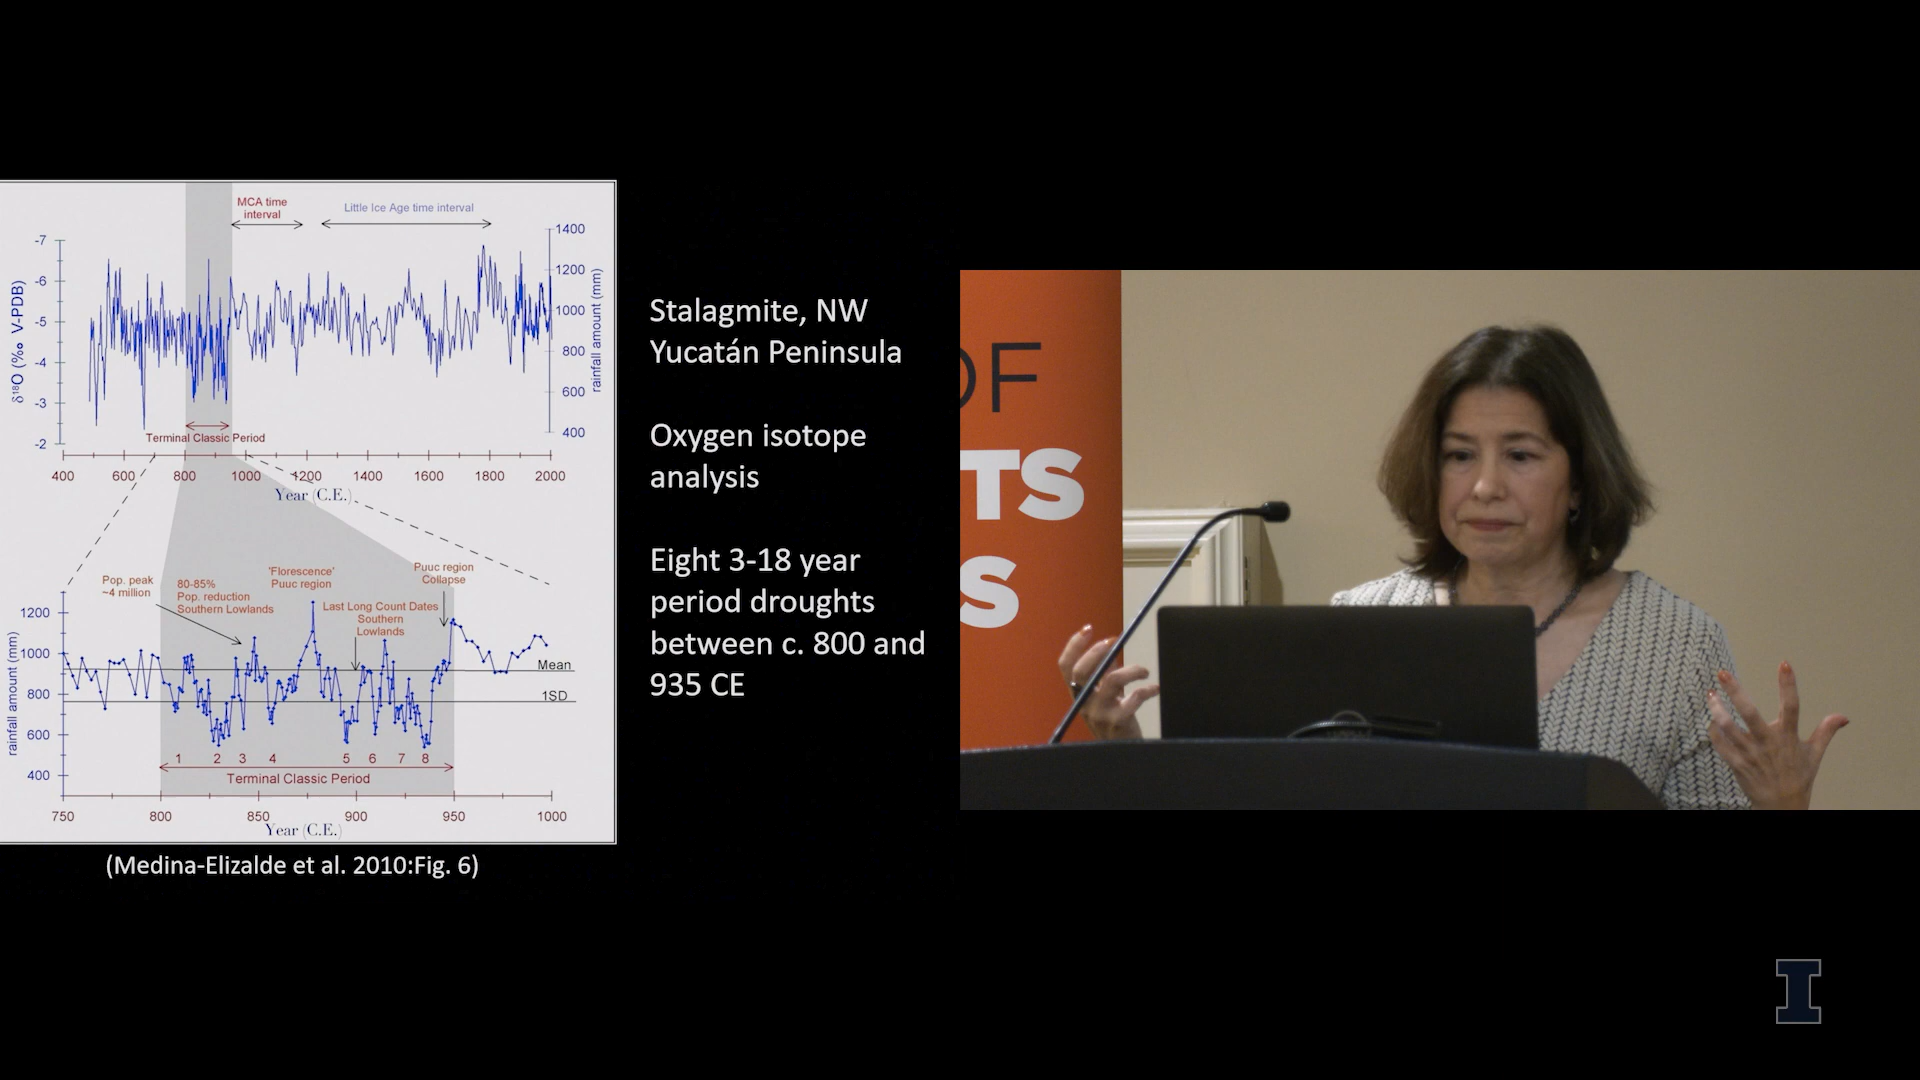 MCA time
interval
Little Ice Age time interval
-7
-6
-5
-4
-3
-2
δ18O (‰ V-PDB)
1400
1200
1000
800
600
400
rainfall amount (mm)
Terminal Classic Period
400 600 800 1000 1200 1400 1600 1800 2000
Year (C.E.)
Pop. peak
~4 million
80-85%
Pop. reduction
Southern Lowlands
'Florescence'
Puuc region
Last Long Count Dates
Southern
Lowlands
Puuc region
Collapse
1200
1000
800
600
400
rainfall amount (mm)
Mean
1SD
1 2 3 4 5 6 7 8
Terminal Classic Period
750 800 850 900 950 1000
Year (C.E.)
(Medina-Elizalde et al. 2010:Fig. 6)
Stalagmite, NW
Yucatán Peninsula
Oxygen isotope
analysis
Eight 3-18 year
period droughts
between c. 800 and
935 CE
OF
TS
S
I